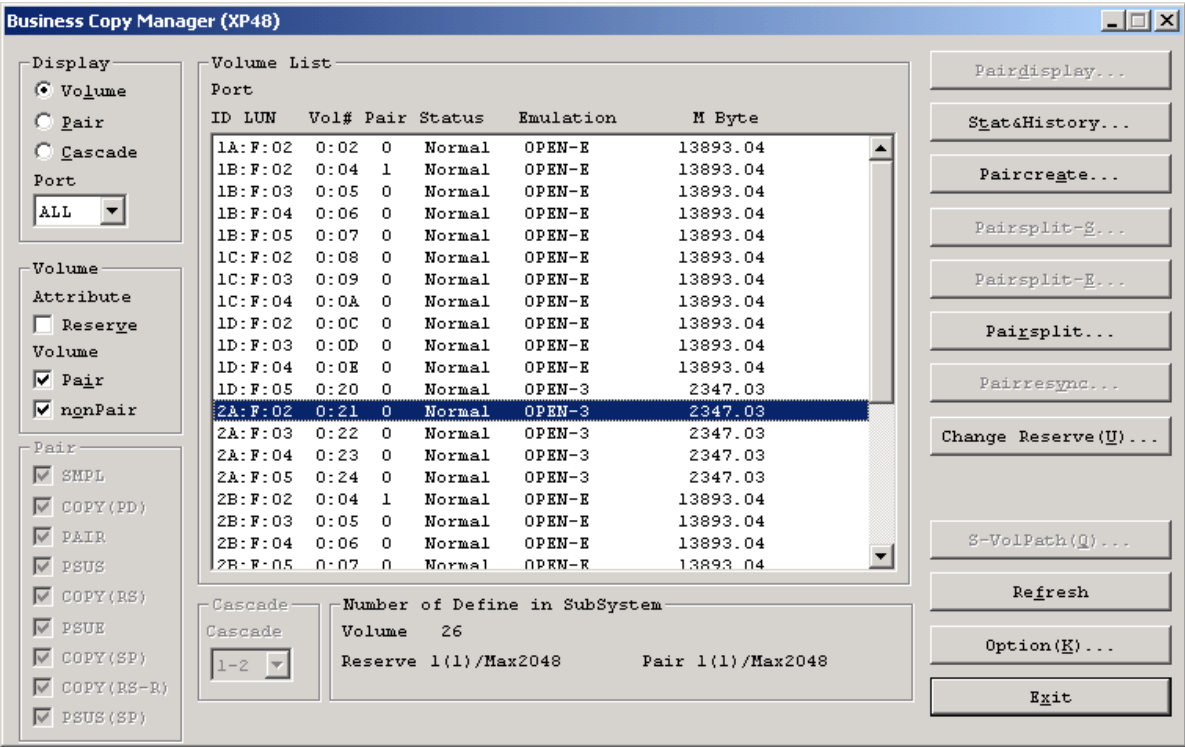 Business Copy Manager (XP48)
Display
Volume
Pair
Cascade
Port
ALL
Volume
Attribute
Reserve
Volume
Pair
nonPair
Pair
SMPL
COPY(PD)
PAIR
PSUS
COPY(RS)
PSUE
COPY(SP)
COPY(RS-R)
PSUS(SP)
Volume List
Port
ID LUN Vol# Pair Status Emulation M Byte
1A:F:02 0:02 0 Normal OPEN-E 13893.04
1B:F:02 0:04 1 Normal OPEN-E 13893.04
1B:F:03 0:05 0 Normal OPEN-E 13893.04
1B:F:04 0:06 0 Normal OPEN-E 13893.04
1B:F:05 0:07 0 Normal OPEN-E 13893.04
1C:F:02 0:08 0 Normal OPEN-E 13893.04
1C:F:03 0:09 0 Normal OPEN-E 13893.04
1C:F:04 0:0A 0 Normal OPEN-E 13893.04
1D:F:02 0:0C 0 Normal OPEN-E 13893.04
1D:F:03 0:0D 0 Normal OPEN-E 13893.04
1D:F:04 0:0E 0 Normal OPEN-E 13893.04
1D:F:05 0:20 0 Normal OPEN-3 2347.03
2A:F:02 0:21 0 Normal OPEN-3 2347.03
2A:F:03 0:22 0 Normal OPEN-3 2347.03
2A:F:04 0:23 0 Normal OPEN-3 2347.03
2A:F:05 0:24 0 Normal OPEN-3 2347.03
2B:F:02 0:04 1 Normal OPEN-E 13893.04
2B:F:03 0:05 0 Normal OPEN-E 13893.04
2B:F:04 0:06 0 Normal OPEN-E 13893.04
2B:F:05 0:07 0 Normal OPEN-E 13893.04
Cascade
Cascade
1-2
Number of Define in SubSystem
Volume 26
Reserve 1(1)/Max2048 Pair 1(1)/Max2048
Pairdisplay...
Stat&History...
Paircreate...
Pairsplit-S...
Pairsplit-E...
Pairsplit...
Pairresync...
Change Reserve(U)...
S-VolPath(Q)...
Refresh
Option(K)...
Exit